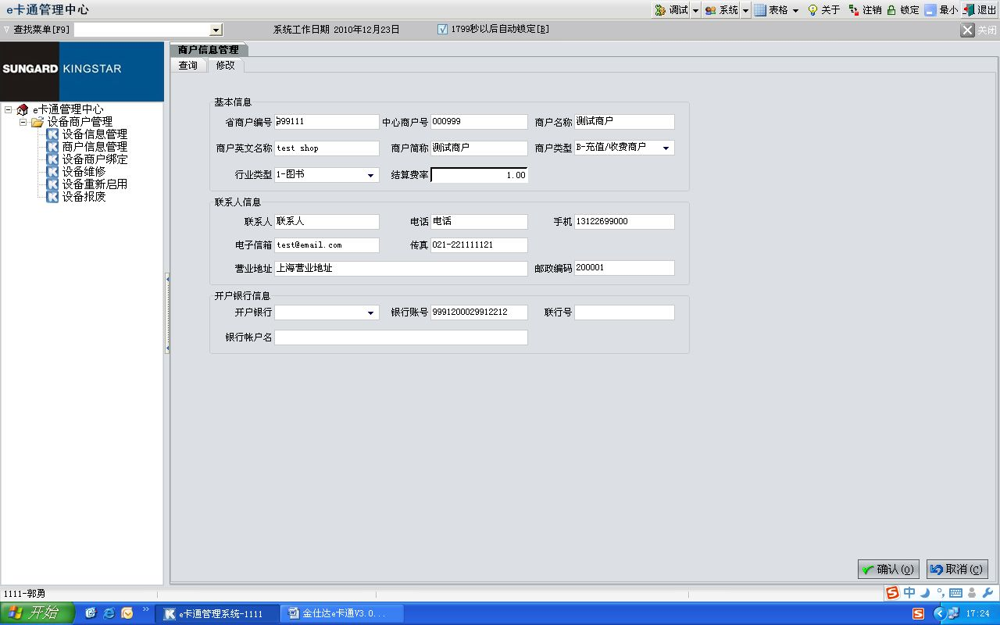 e卡通管理中心 调试 系统 表格 关于 注销 锁定 最小 退出
查找菜单[F9] 系统工作日期 2010年12月23日 1799秒以后自动锁定[B] 关闭
SUNGARD KINGSTAR
e卡通管理中心
设备商户管理
设备信息管理
商户信息管理
设备商户绑定
设备维修
设备重新启用
设备报废
商户信息管理
查询 修改
基本信息
省商户编号 999111 中心商户号 000999 商户名称 测试商户
商户英文名称 test shop 商户简称 测试商户 商户类型 B-充值/收费商户
行业类型 1-图书 结算费率 1.00
联系人信息
联系人 联系人 电话 电话 手机 13122699000
电子信箱 test@email.com 传真 021-221111121
营业地址 上海营业地址 邮政编码 200001
开户银行信息
开户银行 银行账号 9991200029912212 联行号
银行帐户名
确认(O) 取消(C)
1111-郭勇 中
开始 e卡通管理系统-1111 金仕达e卡通V3.0... 17:24